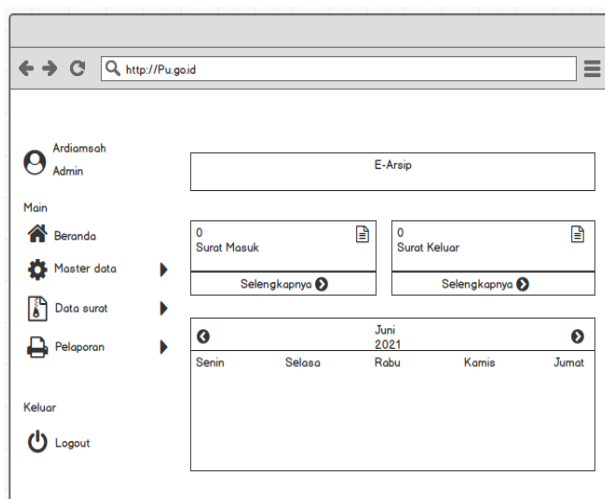 http://Pu.go.id
Ardiamsah
Admin
Main
Beranda
Master data
Data surat
Pelaporan
Keluar
Logout
E-Arsip
0
Surat Masuk
Selengkapnya
0
Surat Keluar
Selengkapnya
Juni
2021
Senin Selasa Rabu Kamis Jumat